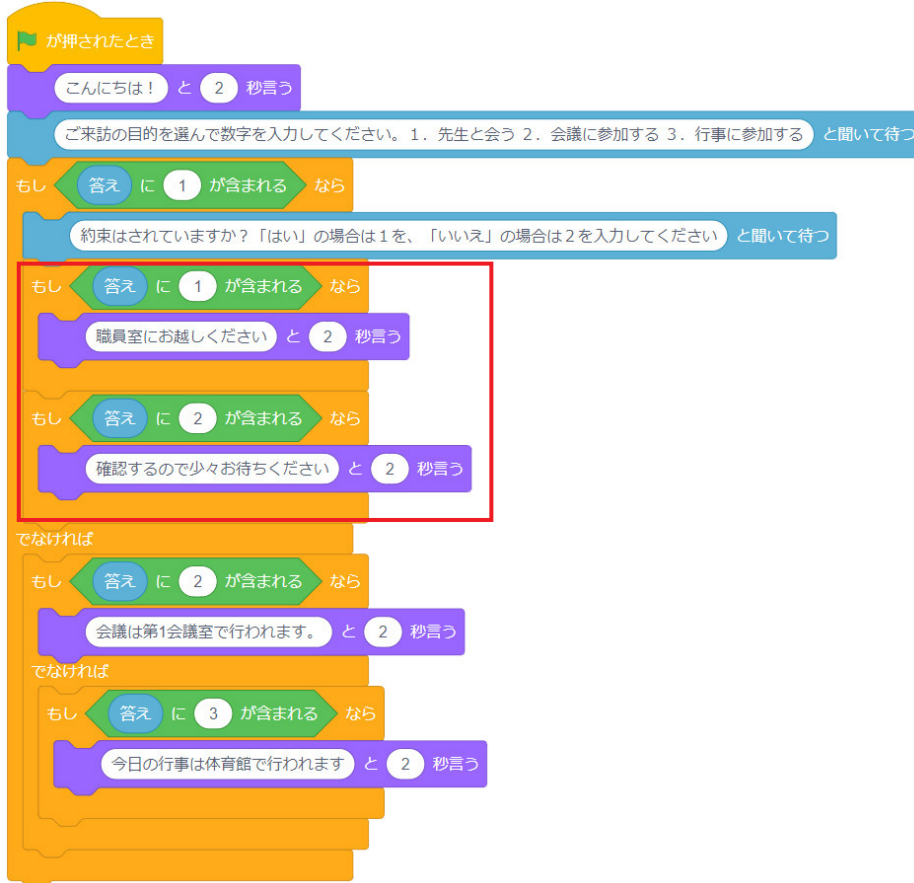 が押されたとき
こんにちは！ と 2 秒言う
ご来訪の目的を選んで数字を入力してください。1．先生と会う 2．会議に参加する 3．行事に参加する と聞いて待つ
もし 答え に 1 が含まれる なら
約束はされていますか？「はい」の場合は１を、「いいえ」の場合は２を入力してください と聞いて待つ
もし 答え に 1 が含まれる なら
職員室にお越しください と 2 秒言う
もし 答え に 2 が含まれる なら
確認するので少々お待ちください と 2 秒言う
でなければ
もし 答え に 2 が含まれる なら
会議は第1会議室で行われます。 と 2 秒言う
でなければ
もし 答え に 3 が含まれる なら
今日の行事は体育館で行われます と 2 秒言う